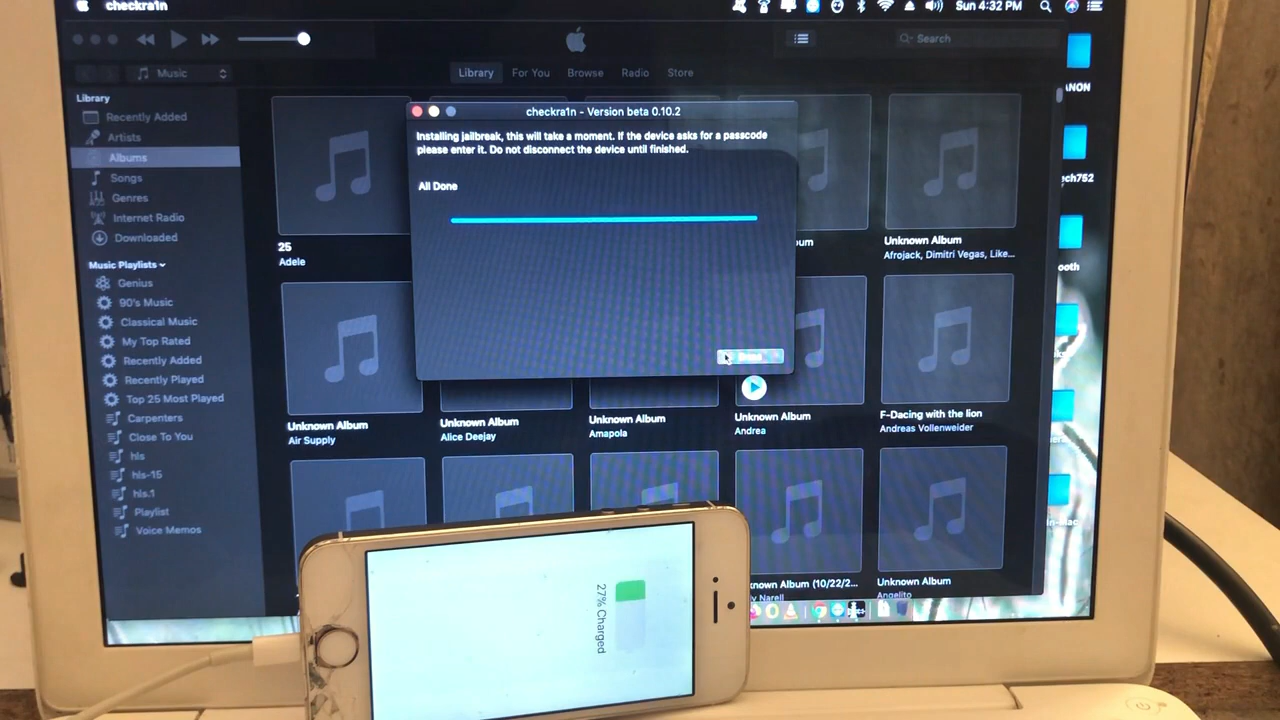 checkra1n
Sun 4:32 PM
Search
Music
Library
For You
Browse
Radio
Store
Library
Recently Added
Artists
Albums
Songs
Genres
Internet Radio
Downloaded
Music Playlists
Genius
90's Music
Classical Music
My Top Rated
Recently Added
Recently Played
Top 25 Most Played
Carpenters
Close To You
hls
hls-15
hls.1
Playlist
Voice Memos
checkra1n - Version beta 0.10.2
Installing jailbreak, this will take a moment. If the device asks for a passcode
please enter it. Do not disconnect the device until finished.
All Done
25
Adele
Unknown Album
Afrojack, Dimitri Vegas, Like...
Unknown Album
Air Supply
Unknown Album
Alice Deejay
Unknown Album
Amapola
Unknown Album
Andrea
F-Dacing with the lion
Andreas Vollenweider
known Album (10/22/2...
Unknown Album
Angelito
27% Charged